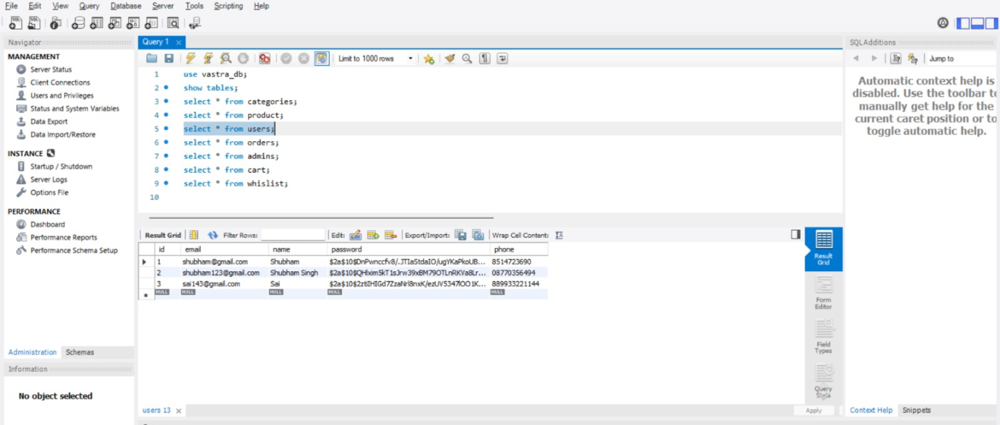 File Edit View Query Database Server Tools Scripting Help
Navigator
MANAGEMENT
Server Status
Client Connections
Users and Privileges
Status and System Variables
Data Export
Data Import/Restore
INSTANCE
Startup / Shutdown
Server Logs
Options File
PERFORMANCE
Dashboard
Performance Reports
Performance Schema Setup
Administration Schemas
Information
No object selected
Query 1
Limit to 1000 rows
1 use vastra_db;
2 show tables;
3 select * from categories;
4 select * from product;
5 select * from users;
6 select * from orders;
7 select * from admins;
8 select * from cart;
9 select * from whislist;
10
Result Grid Filter Rows: Edit: Export/Import: Wrap Cell Content:
id email name password phone
1 shubham@gmail.com Shubham $2a$10$DnPwnccfv8/.JTIaStdaIO/ugYKaPkoUB... 8514723690
2 shubham123@gmail.com Shubham Singh $2a$10$QHlxim5kT1sJrw39xBM79OTLnRKVa8Lr... 08770356494
3 sai143@gmail.com Sai $2a$10$2ztiIHIGd7ZzaNrl8nxK/ezUV5347lOO1K... 889933221144
NULL NULL NULL NULL NULL
Result Grid
Form Editor
Field Types
Query Stats
users 13
Apply
SQLAdditions
Jump to
Automatic context help is
disabled. Use the toolbar to
manually get help for the
current caret position or to
toggle automatic help.
Context Help Snippets